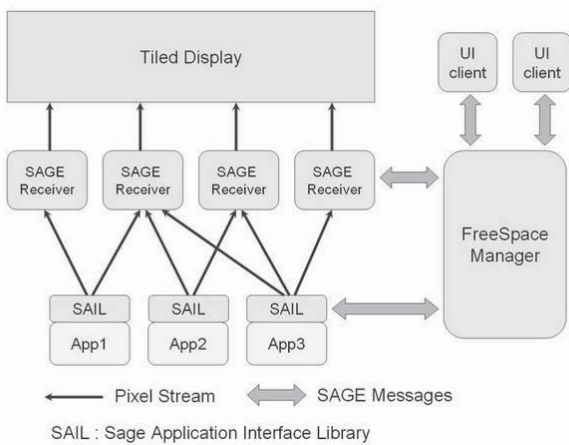 Tiled Display
UI
client
UI
client
SAGE
Receiver
SAGE
Receiver
SAGE
Receiver
SAGE
Receiver
FreeSpace
Manager
SAIL
SAIL
SAIL
App1
App2
App3
Pixel Stream
SAGE Messages
SAIL : Sage Application Interface Library